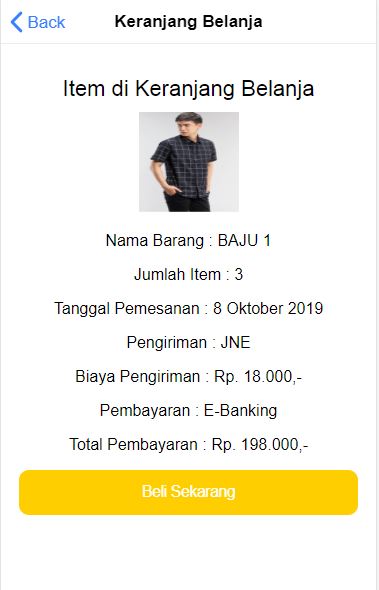 Back
Keranjang Belanja
Item di Keranjang Belanja
Nama Barang : BAJU 1
Jumlah Item : 3
Tanggal Pemesanan : 8 Oktober 2019
Pengiriman : JNE
Biaya Pengiriman : Rp. 18.000,-
Pembayaran : E-Banking
Total Pembayaran : Rp. 198.000,-
Beli Sekarang